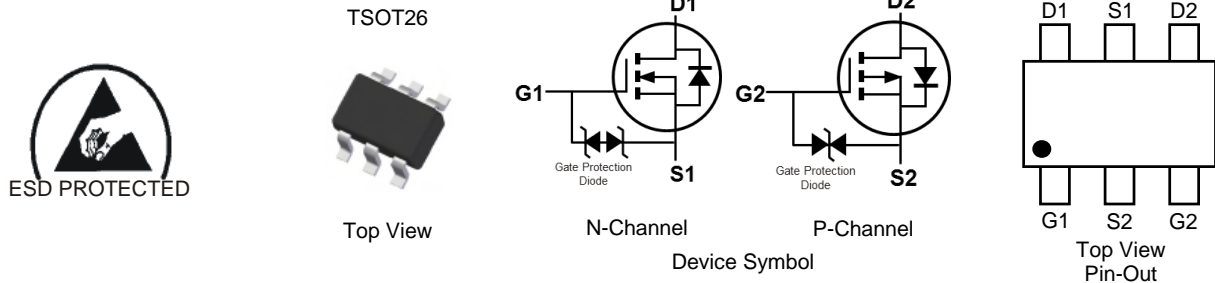 ESD PROTECTED
TSOT26
Top View
D1
G1
Gate Protection
Diode
S1
N-Channel
D2
G2
Gate Protection
Diode
S2
P-Channel
Device Symbol
D1 S1 D2
G1 S2 G2
Top View
Pin-Out